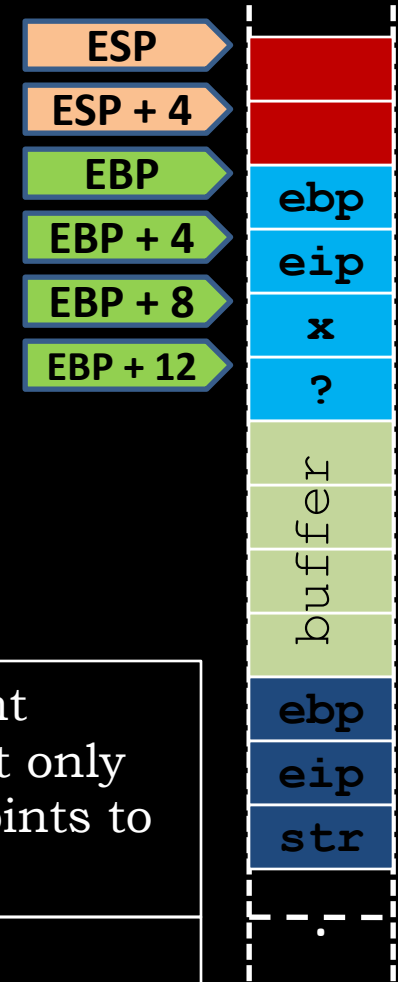 ESP
ESP + 4
EBP
ebp
EBP + 4
eip
EBP + 8
x
EBP + 12
?
buffer
ebp
eip
str
nt
t only
oints to
.